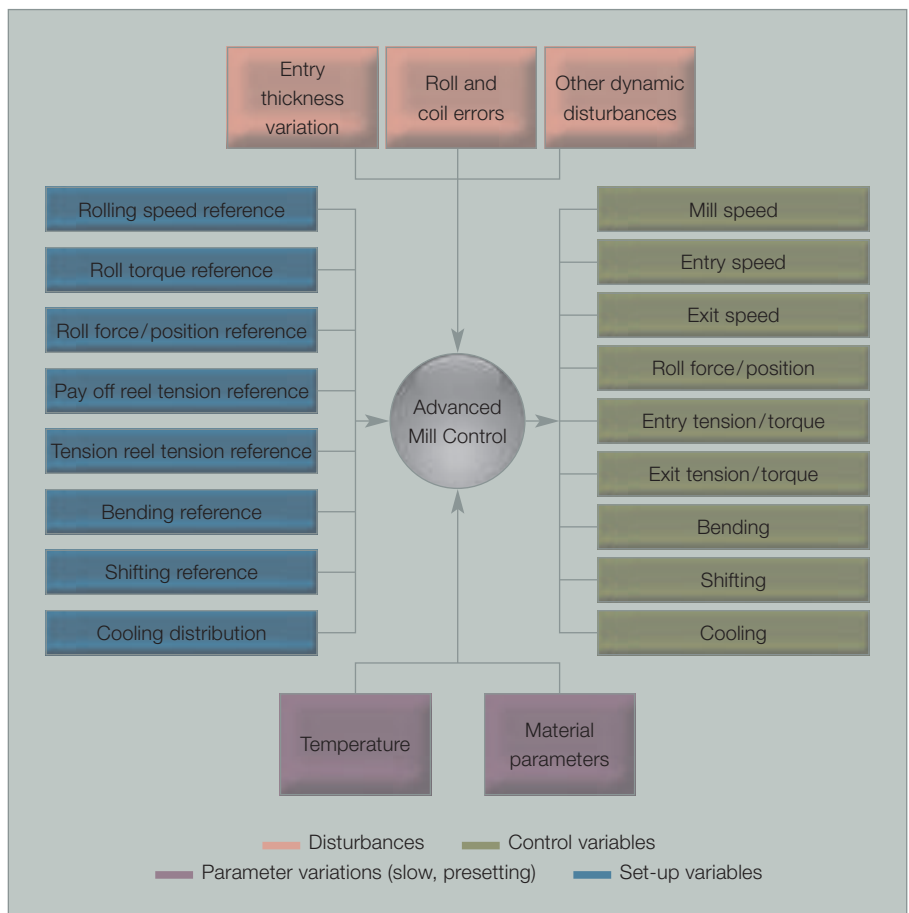 Entry
thickness
variation
Roll and
coil errors
Other dynamic
disturbances
Rolling speed reference
Roll torque reference
Roll force/position reference
Pay off reel tension reference
Tension reel tension reference
Bending reference
Shifting reference
Cooling distribution
Advanced
Mill Control
Mill speed
Entry speed
Exit speed
Roll force/position
Entry tension/torque
Exit tension/torque
Bending
Shifting
Cooling
Temperature
Material
parameters
Disturbances
Control variables
Parameter variations (slow, presetting)
Set-up variables